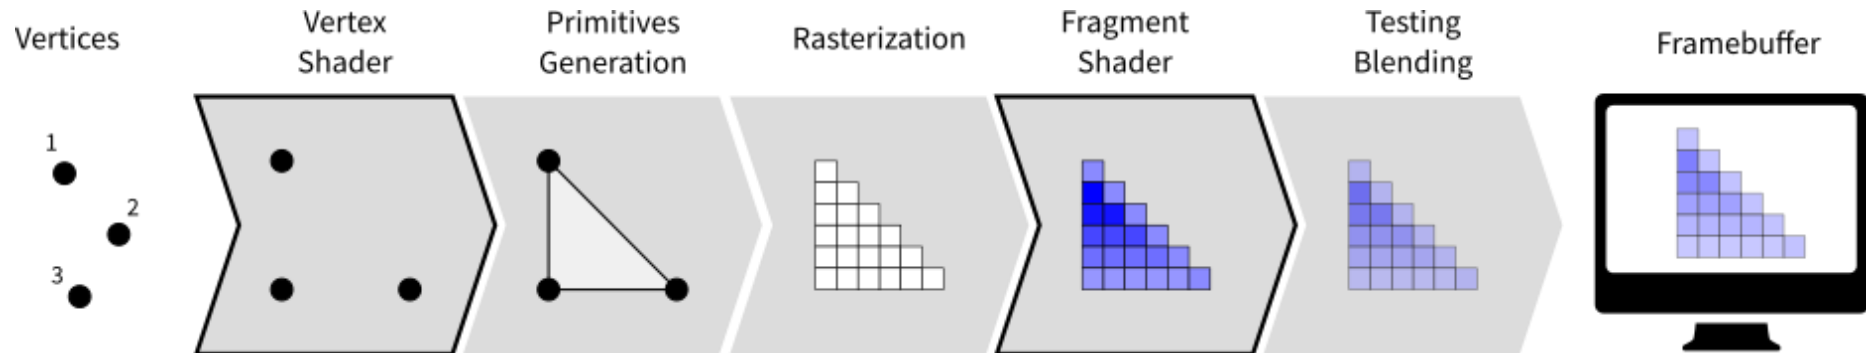 Vertices
Vertex
Shader
Primitives
Generation
Rasterization
Fragment
Shader
Testing
Blending
Framebuffer
1
2
3